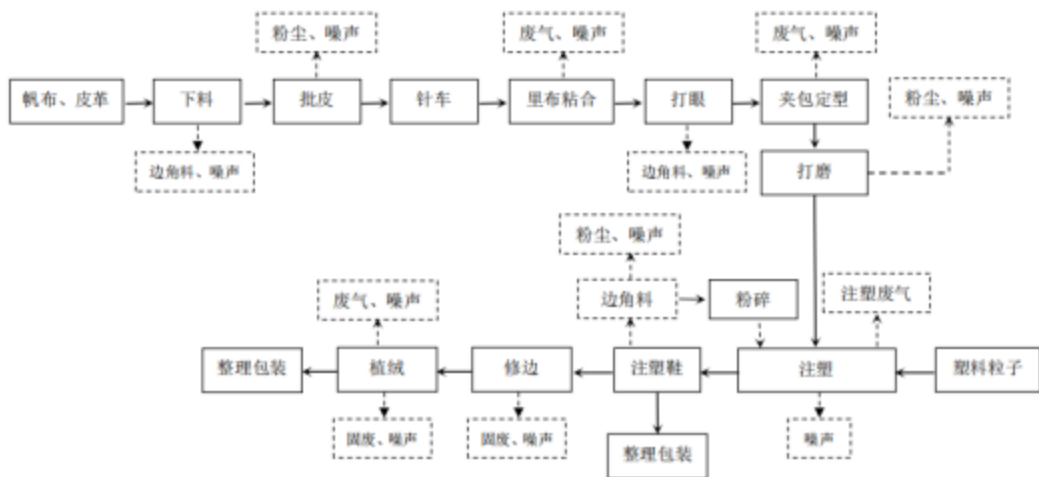 粉尘、噪声
废气、噪声
废气、噪声
帆布、皮革
下料
批皮
针车
里布粘合
打眼
夹包定型
粉尘、噪声
边角料、噪声
边角料、噪声
打磨
粉尘、噪声
废气、噪声
边角料
粉碎
注塑废气
整理包装
植绒
修边
注塑鞋
注塑
塑料粒子
固废、噪声
固废、噪声
噪声
整理包装